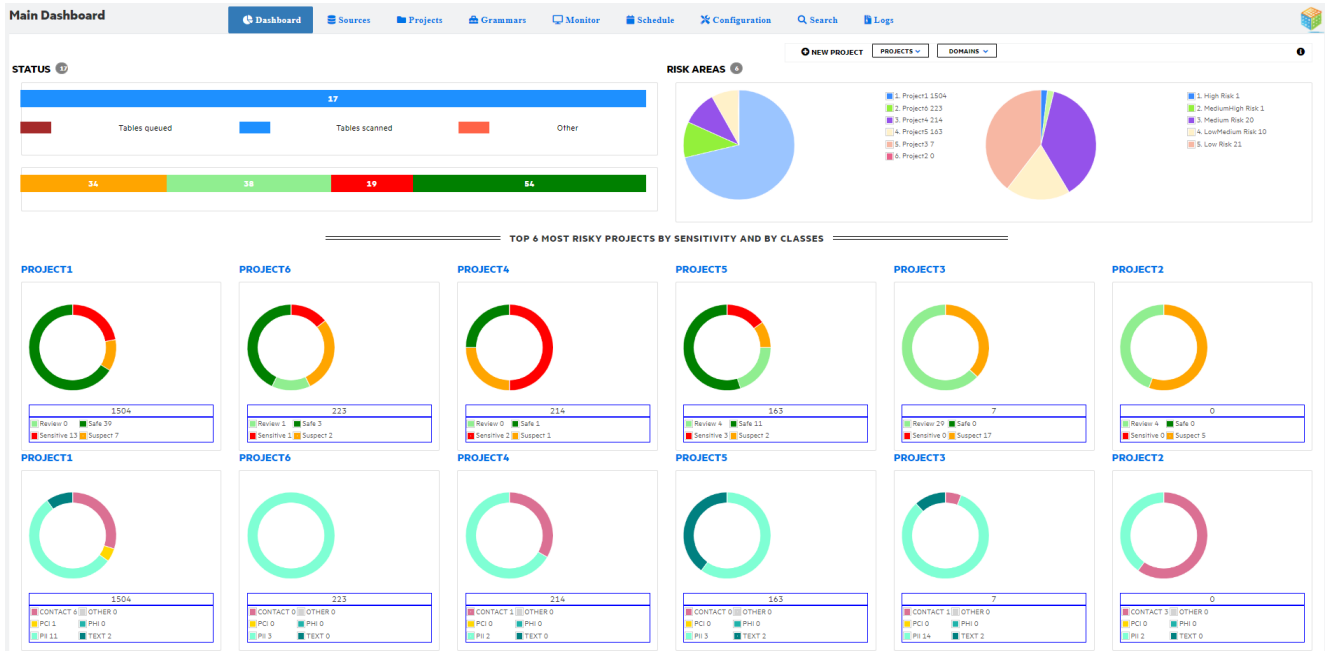 Main Dashboard
Dashboard Sources Projects Grammars Monitor Schedule Configuration Search Logs
NEW PROJECT PROJECTS DOMAINS
STATUS 17
RISK AREAS 6
17
Tables queued Tables scanned Other
34 38 19 54
1. Project1 1504
2. Project6 223
3. Project4 214
4. Project5 163
5. Project3 7
6. Project2 0
1. High Risk 1
2. MediumHigh Risk 1
3. Medium Risk 20
4. LowMedium Risk 10
5. Low Risk 21
TOP 6 MOST RISKY PROJECTS BY SENSITIVITY AND BY CLASSES
PROJECT1 PROJECT6 PROJECT4 PROJECT5 PROJECT3 PROJECT2
1504 223 214 163 7 0
Review 0 Safe 39 Review 1 Safe 3 Review 0 Safe 1 Review 4 Safe 11 Review 29 Safe 0 Review 4 Safe 0
Sensitive 13 Suspect 7 Sensitive 1 Suspect 2 Sensitive 2 Suspect 1 Sensitive 3 Suspect 2 Sensitive 0 Suspect 17 Sensitive 0 Suspect 5
PROJECT1 PROJECT6 PROJECT4 PROJECT5 PROJECT3 PROJECT2
1504 223 214 163 7 0
CONTACT 6 OTHER 0 CONTACT 0 OTHER 0 CONTACT 1 OTHER 0 CONTACT 0 OTHER 0 CONTACT 1 OTHER 0 CONTACT 3 OTHER 0
PCI 1 PHI 0 PCI 0 PHI 0 PCI 0 PHI 0 PCI 0 PHI 0 PCI 0 PHI 0 PCI 0 PHI 0
PII 11 TEXT 2 PII 3 TEXT 0 PII 2 TEXT 0 PII 3 TEXT 2 PII 14 TEXT 2 PII 2 TEXT 0